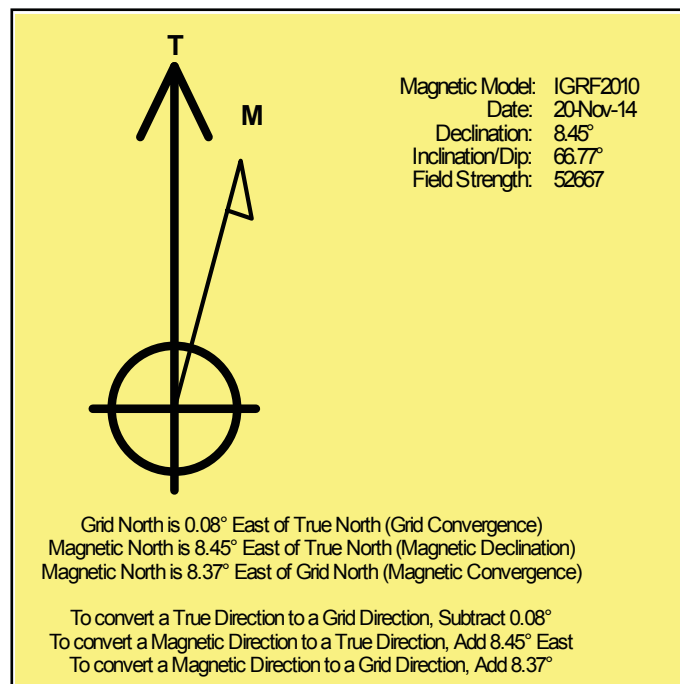 T
M
Magnetic Model: IGRF2010
Date: 20-Nov-14
Declination: 8.45°
Inclination/Dip: 66.77°
Field Strength: 52667
Grid North is 0.08° East of True North (Grid Convergence)
Magnetic North is 8.45° East of True North (Magnetic Declination)
Magnetic North is 8.37° East of Grid North (Magnetic Convergence)
To convert a True Direction to a Grid Direction, Subtract 0.08°
To convert a Magnetic Direction to a True Direction, Add 8.45° East
To convert a Magnetic Direction to a Grid Direction, Add 8.37°